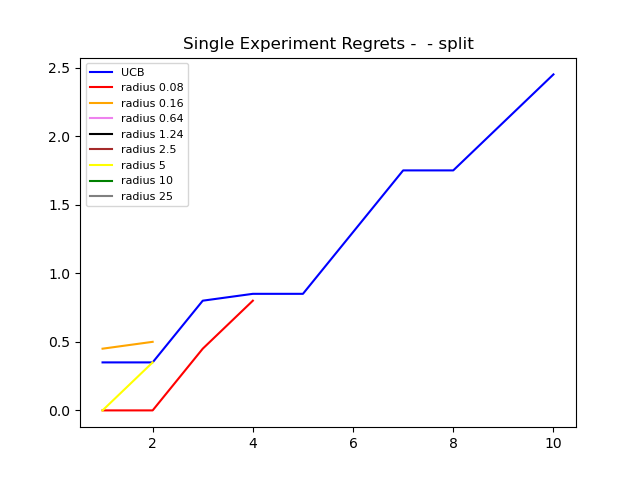 Single Experiment Regrets -  - split
UCB
radius 0.08
radius 0.16
radius 0.64
radius 1.24
radius 2.5
radius 5
radius 10
radius 25
2.5
2.0
1.5
1.0
0.5
0.0
2 4 6 8 10